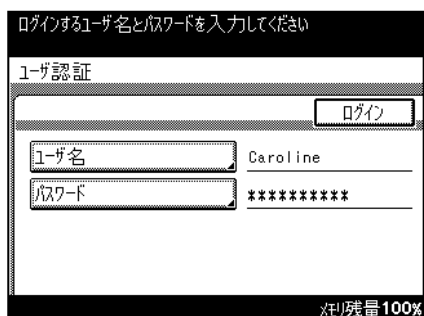 ログインするユーザ名とパスワードを入力してください
ユーザ認証
ログイン
ユーザ名 Caroline
パスワード **********
メモリ残量100%